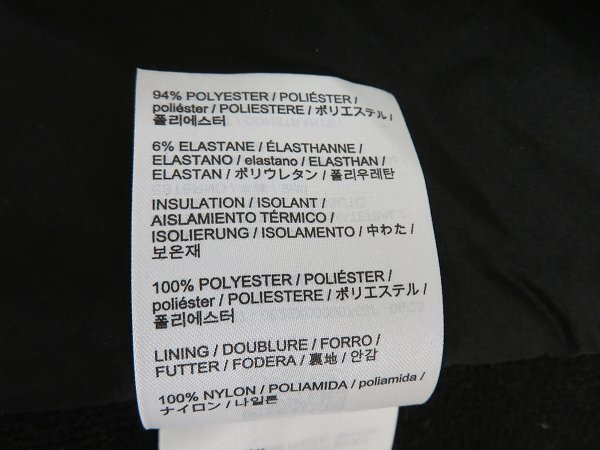 94% POLYESTER / POLIÉSTER /
poliéster / POLIESTERE / ポリエステル /
폴리에스터
6% ELASTANE / ÉLASTHANNE /
ELASTANO / elastano / ELASTHAN /
ELASTAN / ポリウレタン / 폴리우레탄
INSULATION / ISOLANT /
AISLAMIENTO TÉRMICO /
ISOLIERUNG / ISOLAMENTO / 中わた /
보온재
100% POLYESTER / POLIÉSTER /
poliéster / POLIESTERE / ポリエステル /
폴리에스터
LINING / DOUBLURE / FORRO /
FUTTER / FODERA / 裏地 / 안감
100% NYLON / POLIAMIDA / poliamida /
ナイロン / 나일론